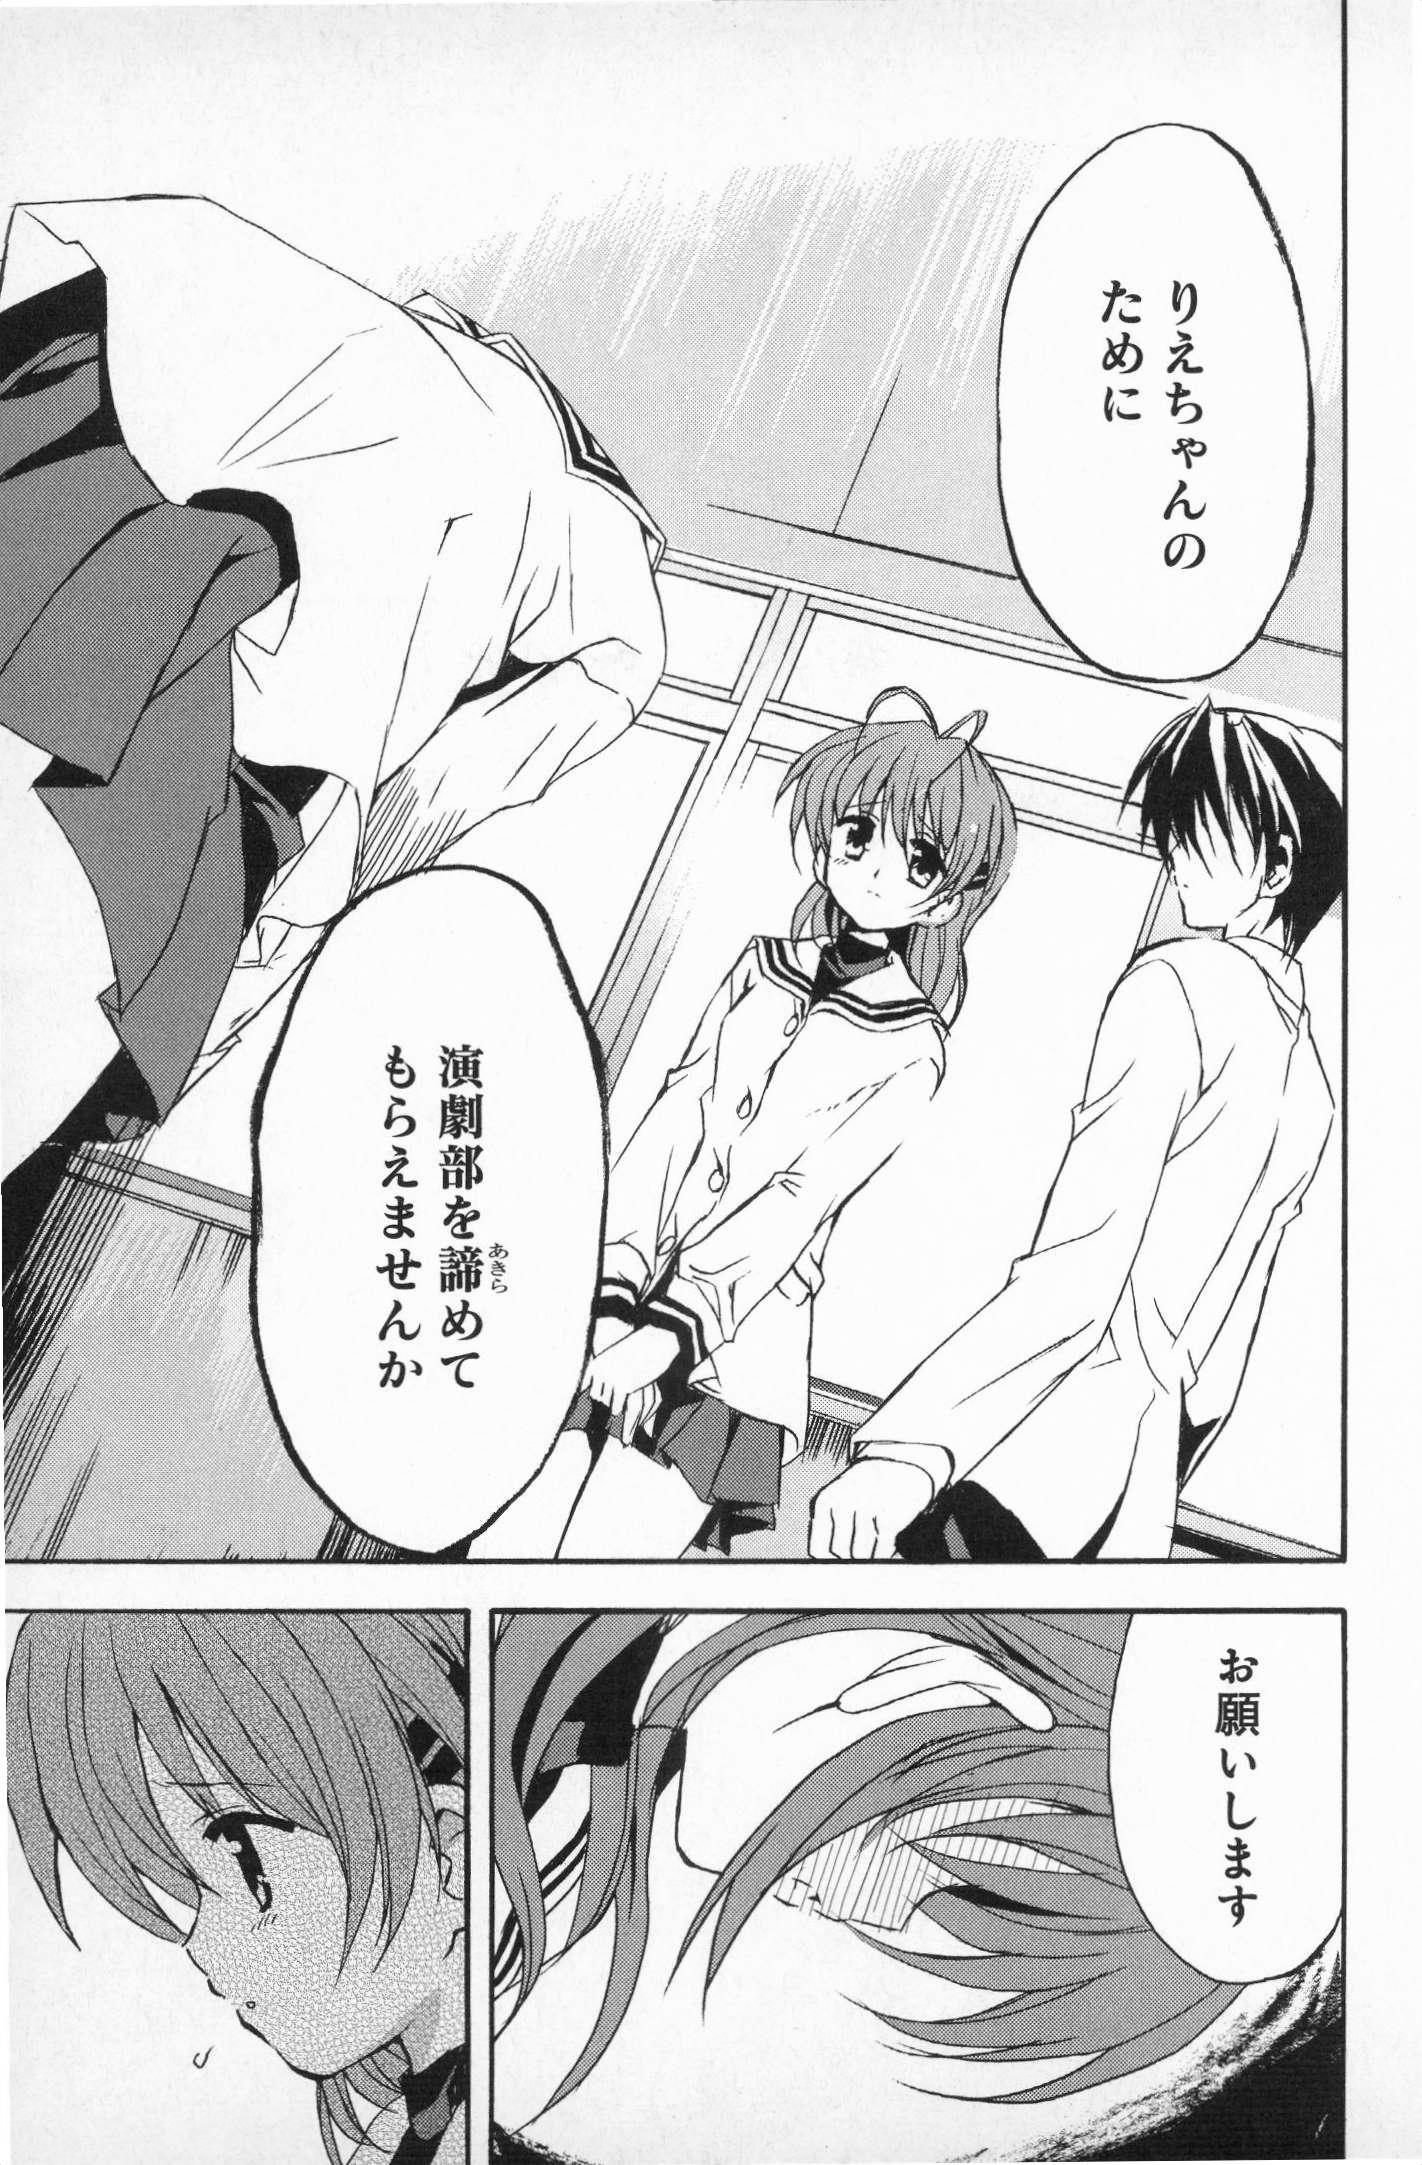 りえちゃんの
ために
演劇部を諦めて
あきら
もらえませんか
お願いします